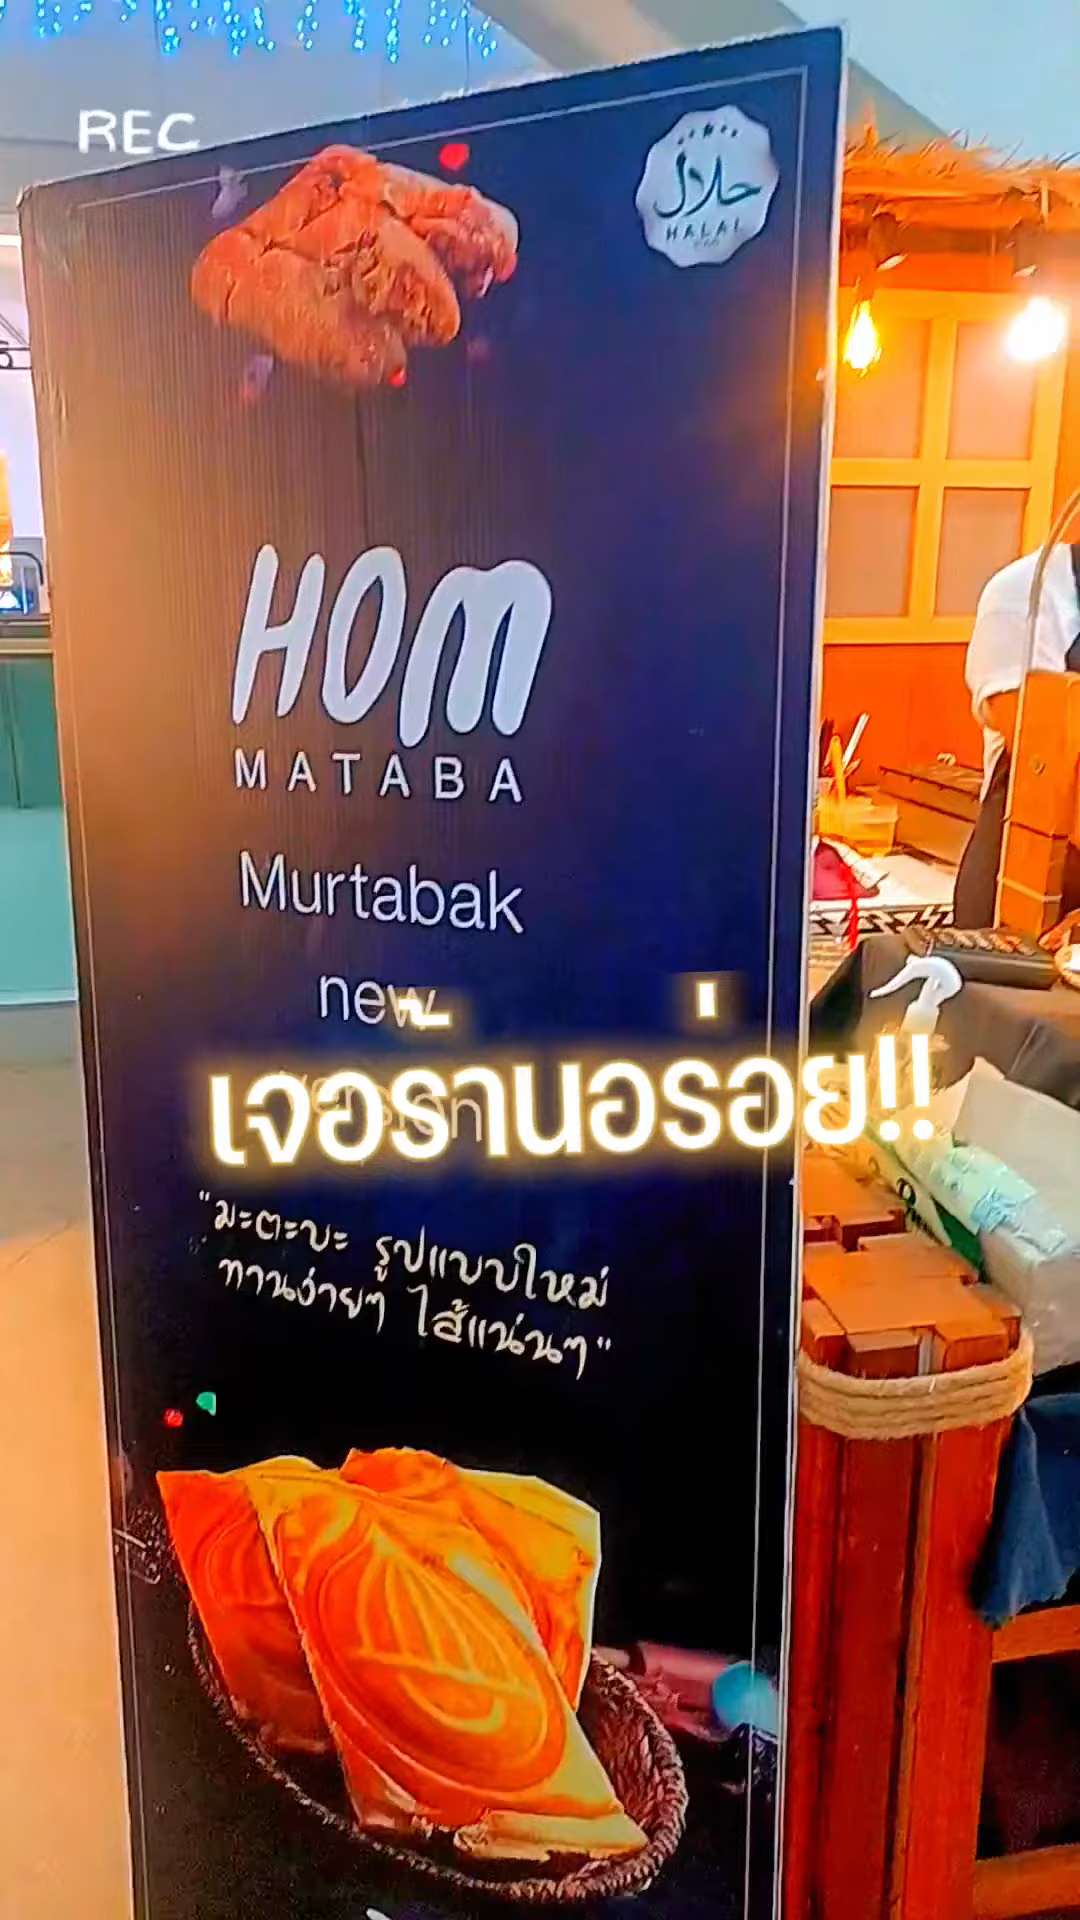 REC
حلال
HALAL
HOM
MATABA
Murtabak
new
version
เจอร้านอร่อย!!
"มะตะบะ รูปแบบใหม่
ทานง่ายๆ ไส้แน่นๆ"